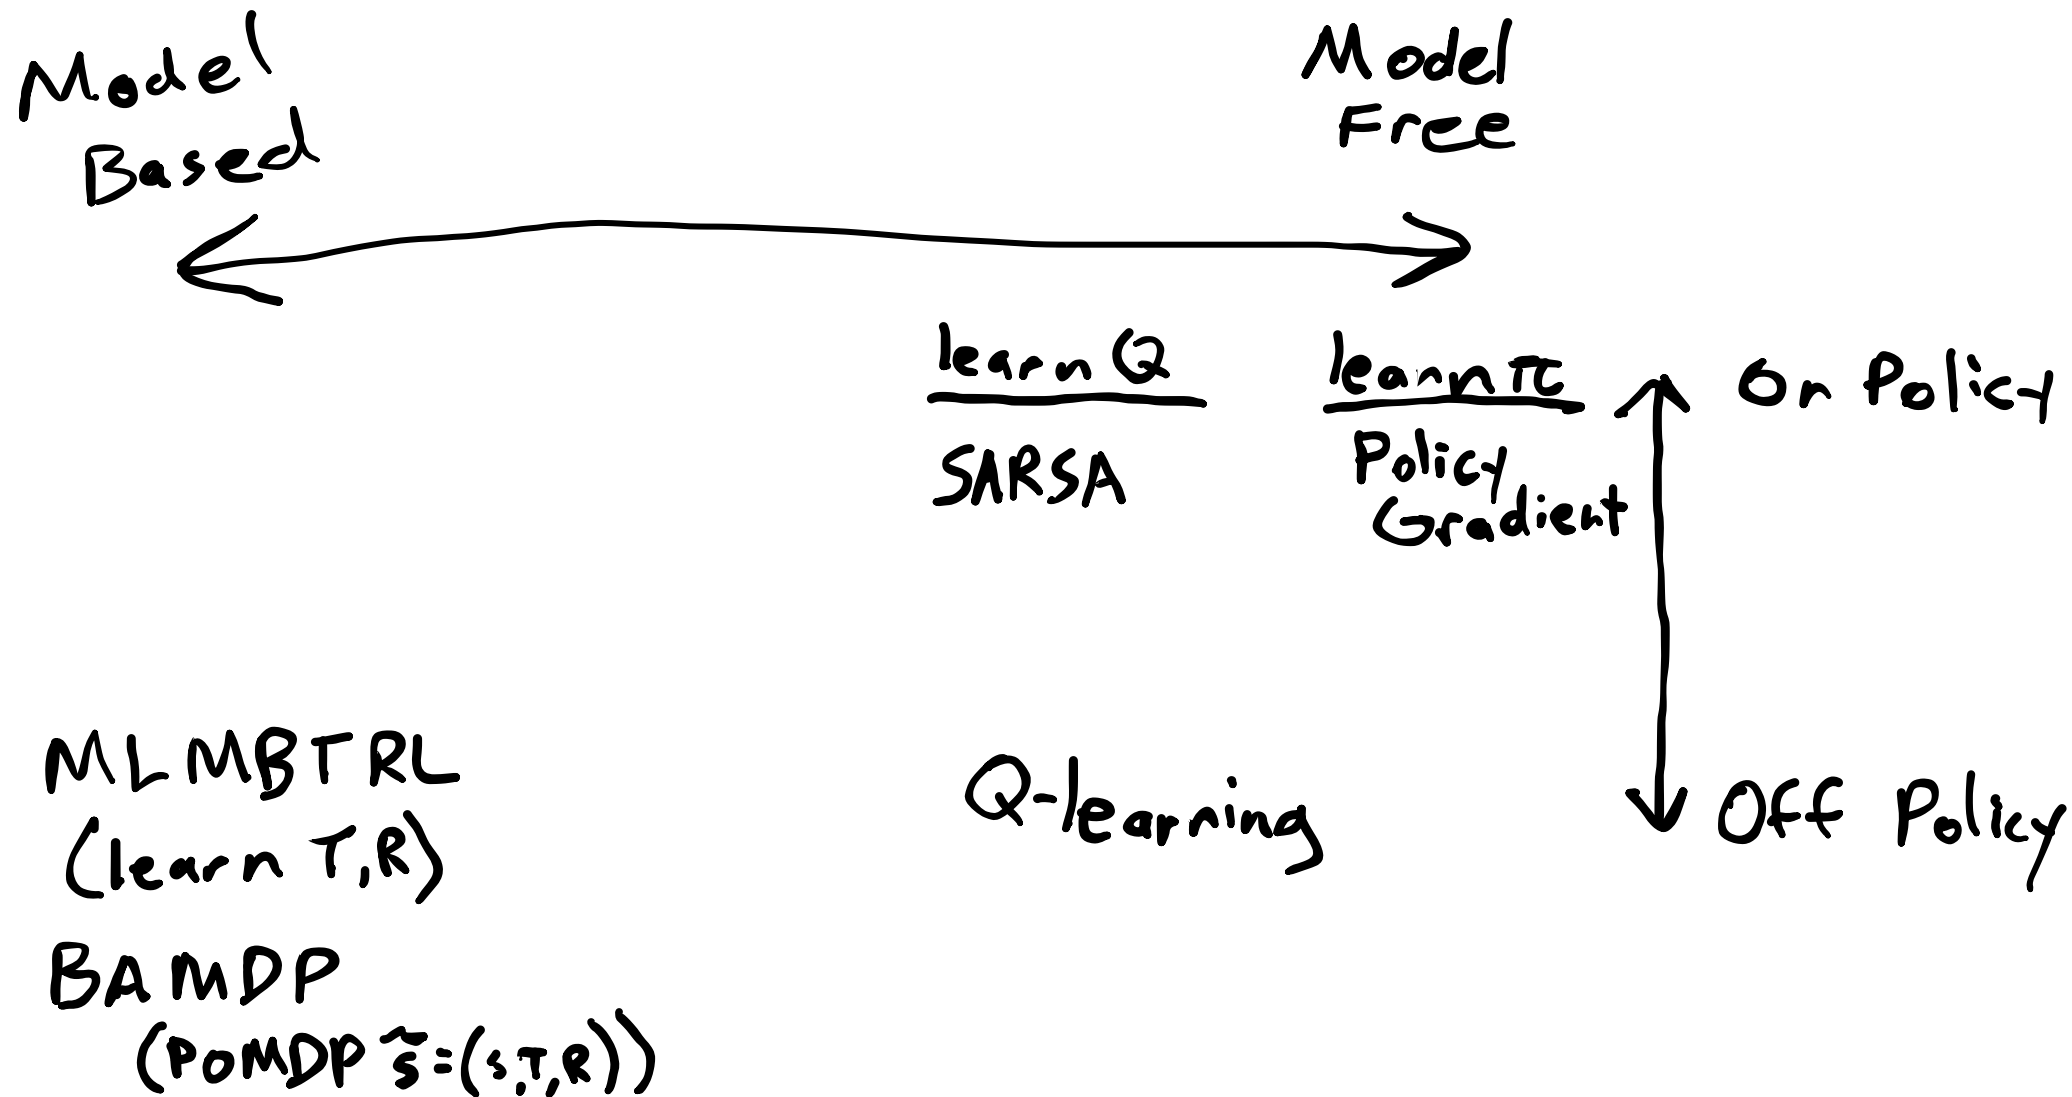 Model
Based
Model
Free
learn Q
learn π
On Policy
SARSA
Policy
Gradient
MLMBTRL
(learn T,R)
Q-learning
Off Policy
BAMDP
(POMDP s̃=(s,T,R))